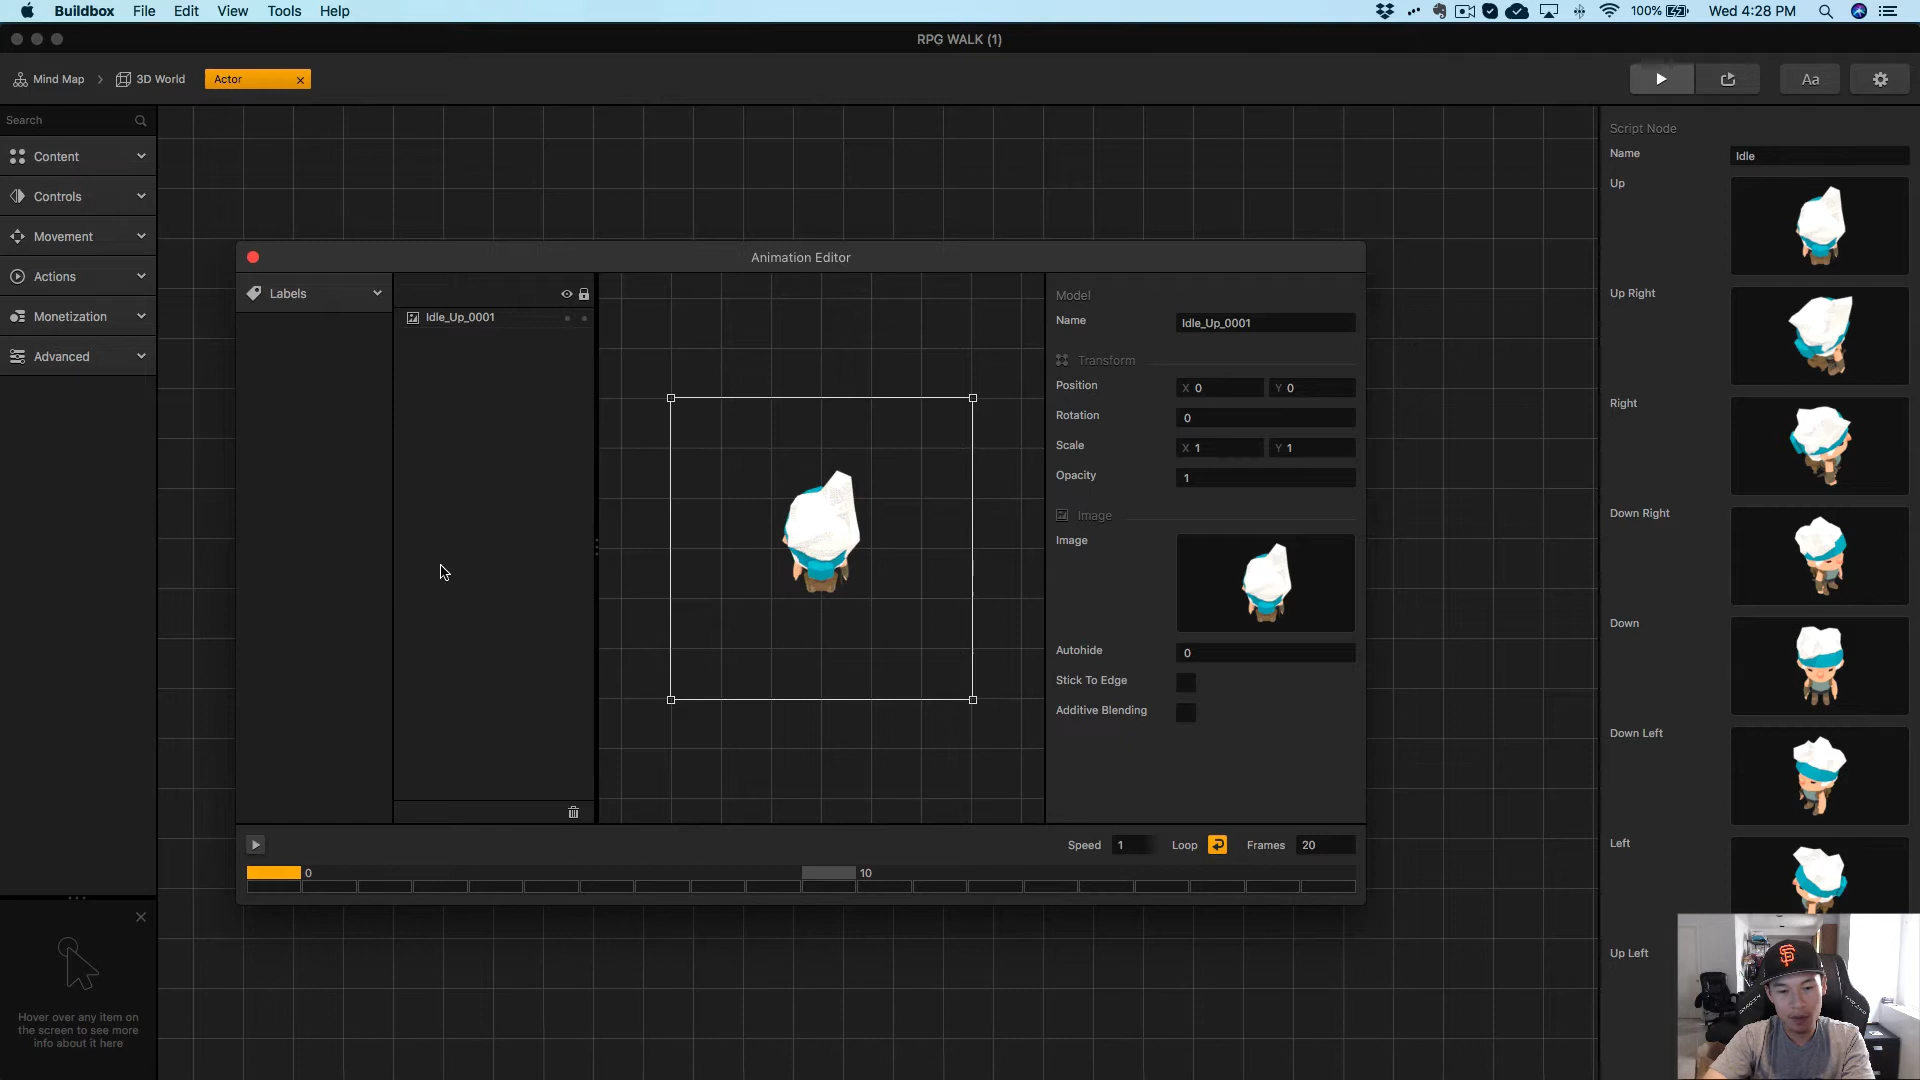 Buildbox File Edit View Tools Help 100% Wed 4:28 PM
RPG WALK (1)
Mind Map 3D World Actor Aa
Search
Content
Controls
Movement
Actions
Monetization
Advanced
Hover over any item on
the screen to see more
info about it here
Animation Editor
Labels
Idle_Up_0001
Model
Name Idle_Up_0001
Transform
Position X 0 Y 0
Rotation 0
Scale X 1 Y 1
Opacity 1
Image
Image
Autohide 0
Stick To Edge
Additive Blending
Speed 1 Loop Frames 20
0 10
Script Node
Name Idle
Up
Up Right
Right
Down Right
Down
Down Left
Left
Up Left
SF